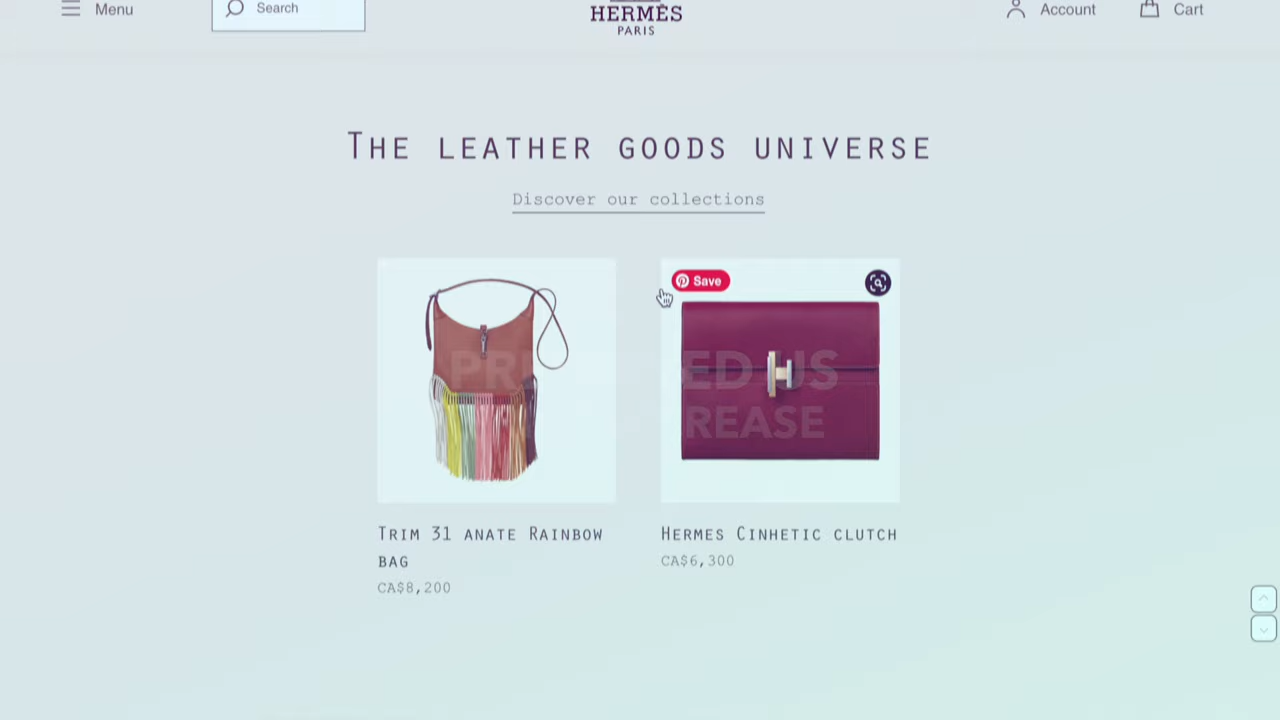 Menu
Search
HERMÈS
PARIS
Account
Cart
The leather goods universe
Discover our collections
Save
Trim 31 anate Rainbow
bag
CA$8,200
Hermes Cinhetic clutch
CA$6,300